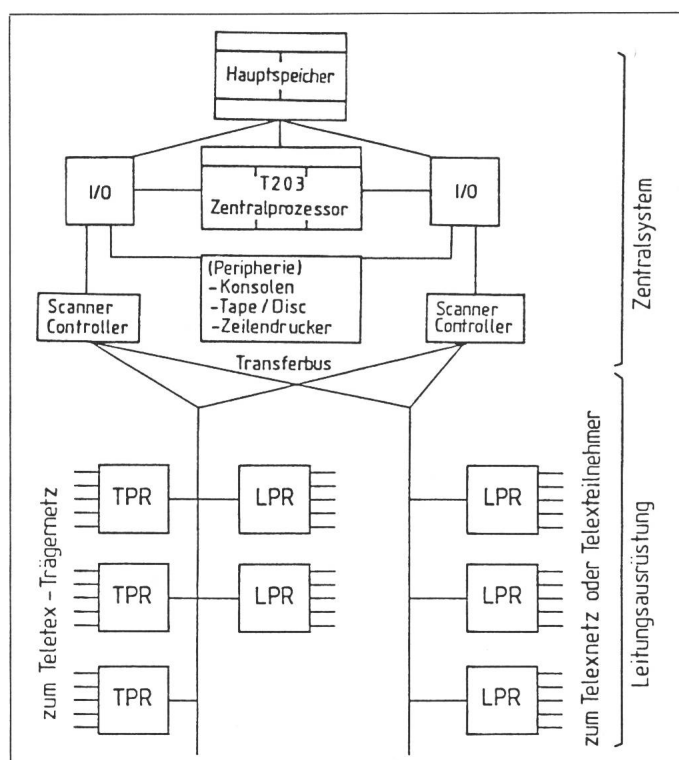 Hauptspeicher
I/O
T203
Zentralprozessor
I/O
(Peripherie)
-Konsolen
-Tape / Disc
-Zeilendrucker
Scanner
Controller
Scanner
Controller
Transferbus
Zentralsystem
TPR
LPR
LPR
TPR
LPR
LPR
TPR
LPR
zum Teletex-Trägernetz
zum Telexnetz oder Telexteilnehmer
Leitungsausrüstung